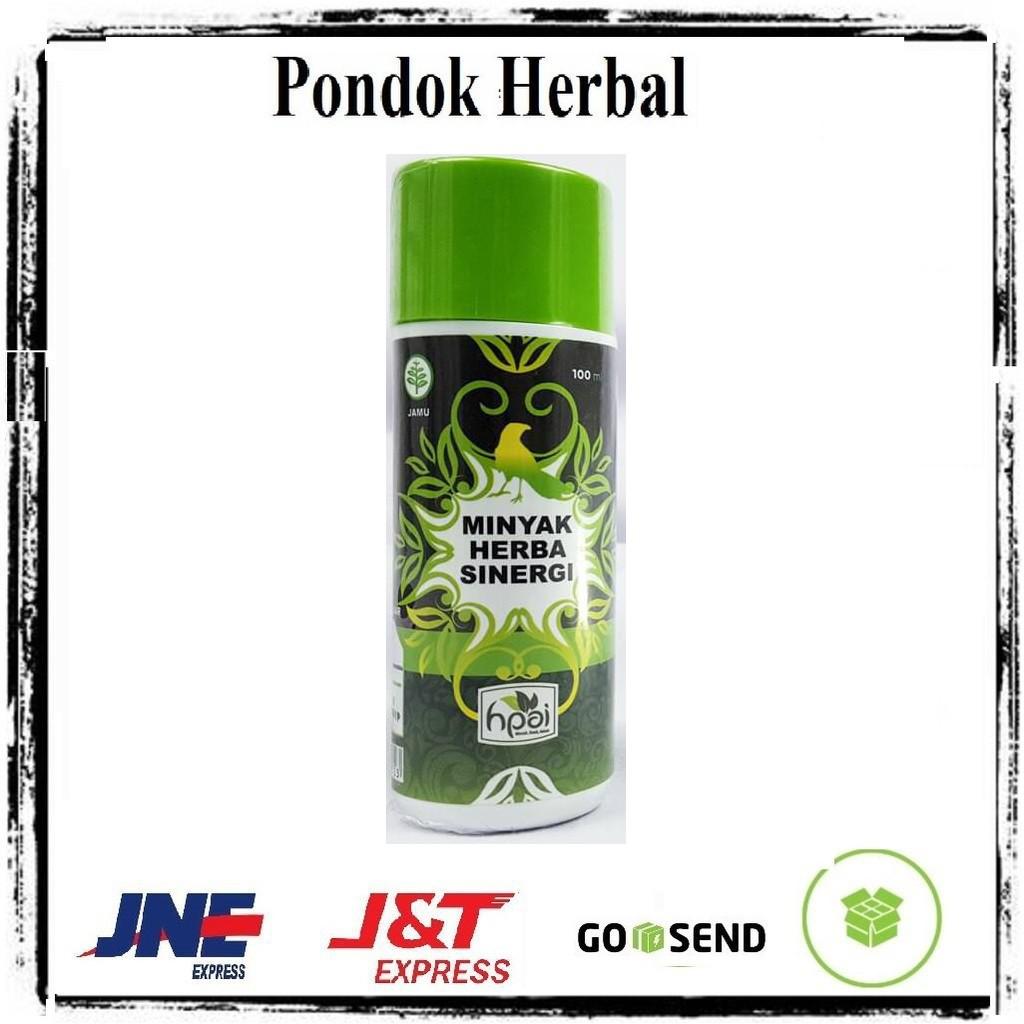 Pondok Herbal
JAMU
100 ml
MINYAK
HERBA
SINERGI
hpai
JNE
EXPRESS
J&T
EXPRESS
GO SEND